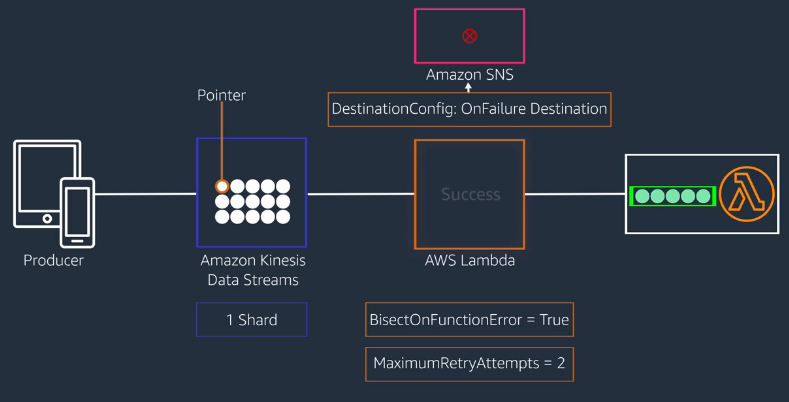 Amazon SNS
Pointer
DestinationConfig: OnFailure Destination
Success
Producer
Amazon Kinesis
Data Streams
AWS Lambda
1 Shard
BisectOnFunctionError = True
MaximumRetryAttempts = 2